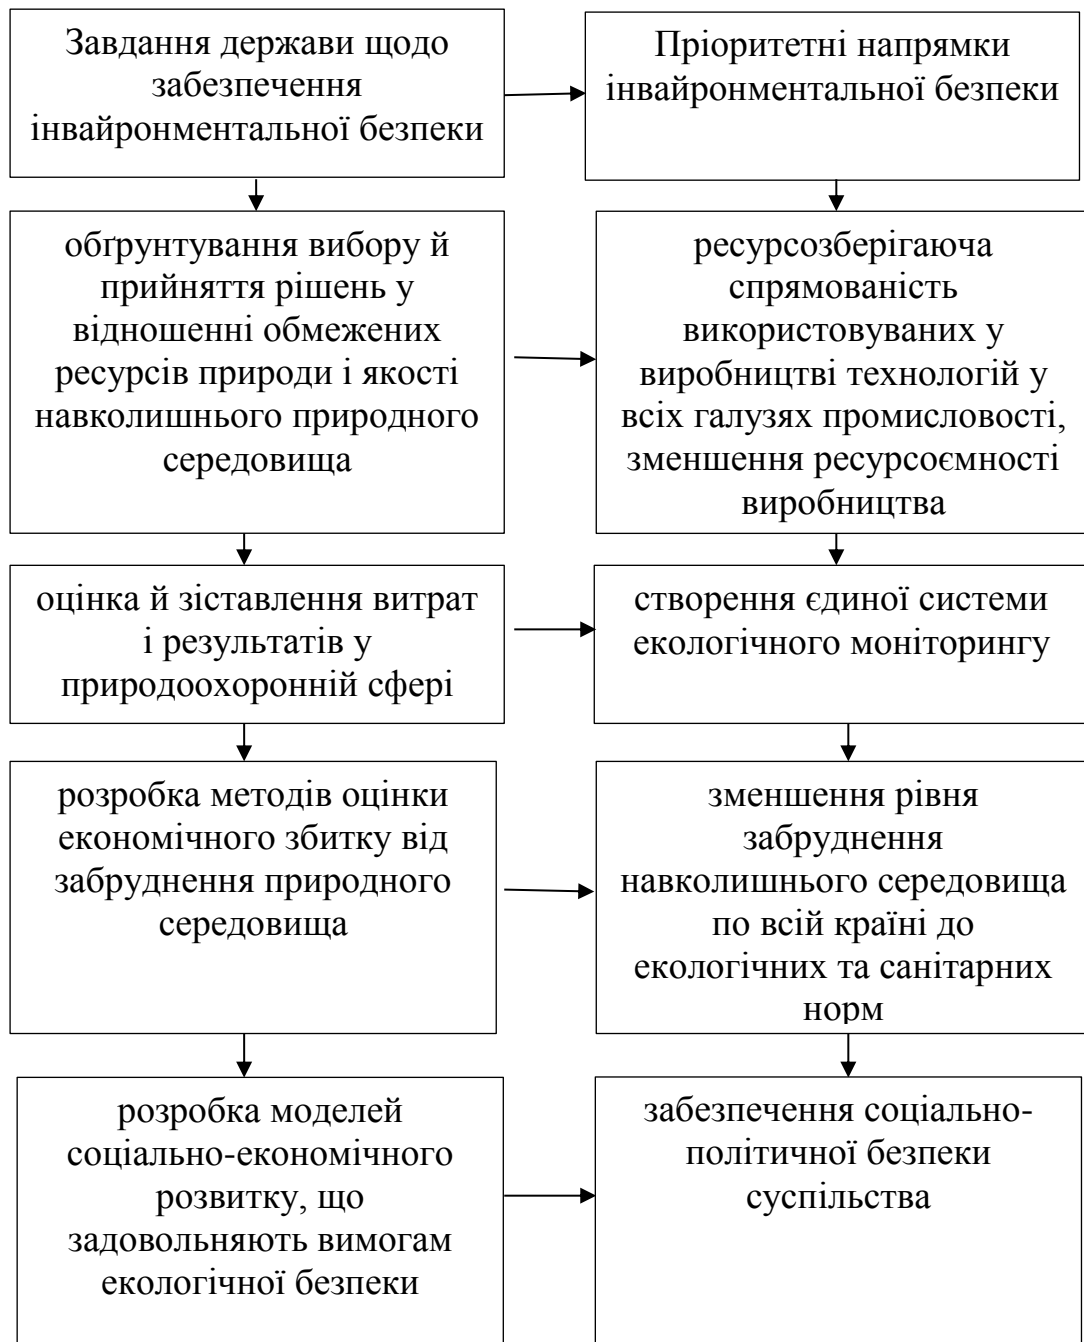 Завдання держави щодо
забезпечення
інвайронментальної безпеки
Пріоритетні напрямки
інвайронментальної безпеки
обґрунтування вибору й
прийняття рішень у
відношенні обмежених
ресурсів природи і якості
навколишнього природного
середовища
ресурсозберігаюча
спрямованість
використовуваних у
виробництві технологій у
всіх галузях промисловості,
зменшення ресурсоємності
виробництва
оцінка й зіставлення витрат
і результатів у
природоохоронній сфері
створення єдиної системи
екологічного моніторингу
розробка методів оцінки
економічного збитку від
забруднення природного
середовища
зменшення рівня
забруднення
навколишнього середовища
по всій країні до
екологічних та санітарних
норм
розробка моделей
соціально-економічного
розвитку, що
задовольняють вимогам
екологічної безпеки
забезпечення соціально-
політичної безпеки
суспільства